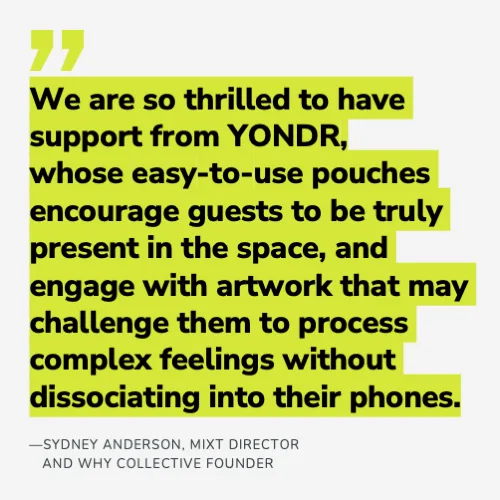 ”
We are so thrilled to have
support from YONDR,
whose easy-to-use pouches
encourage guests to be truly
present in the space, and
engage with artwork that may
challenge them to process
complex feelings without
dissociating into their phones.
—SYDNEY ANDERSON, MIXT DIRECTOR
AND WHY COLLECTIVE FOUNDER